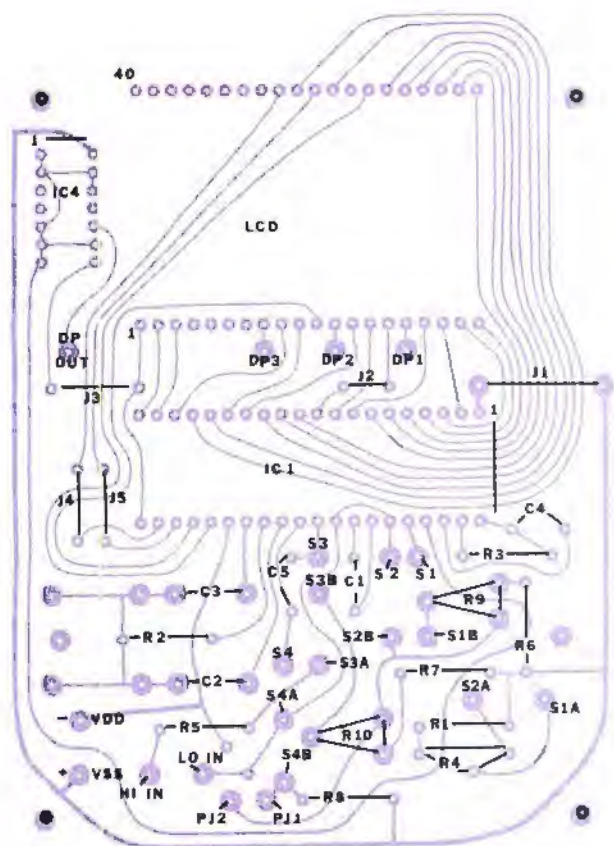 40
1
IC4
LCD
DP
OUT
1
DP3
DP2
DP1
J3
J2
J1
1
IC1
J4
J5
C4
S3
C5
S3B
C1
S2
S1
R3
C3
R9
R2
S2B
S1B
R6
S4
S3A
R7
C2
S4A
S2A
S1A
- VDD
R5
R10
R1
LO IN
R4
+ VSS
HI IN
S4B
PJ2
PJ1
R8